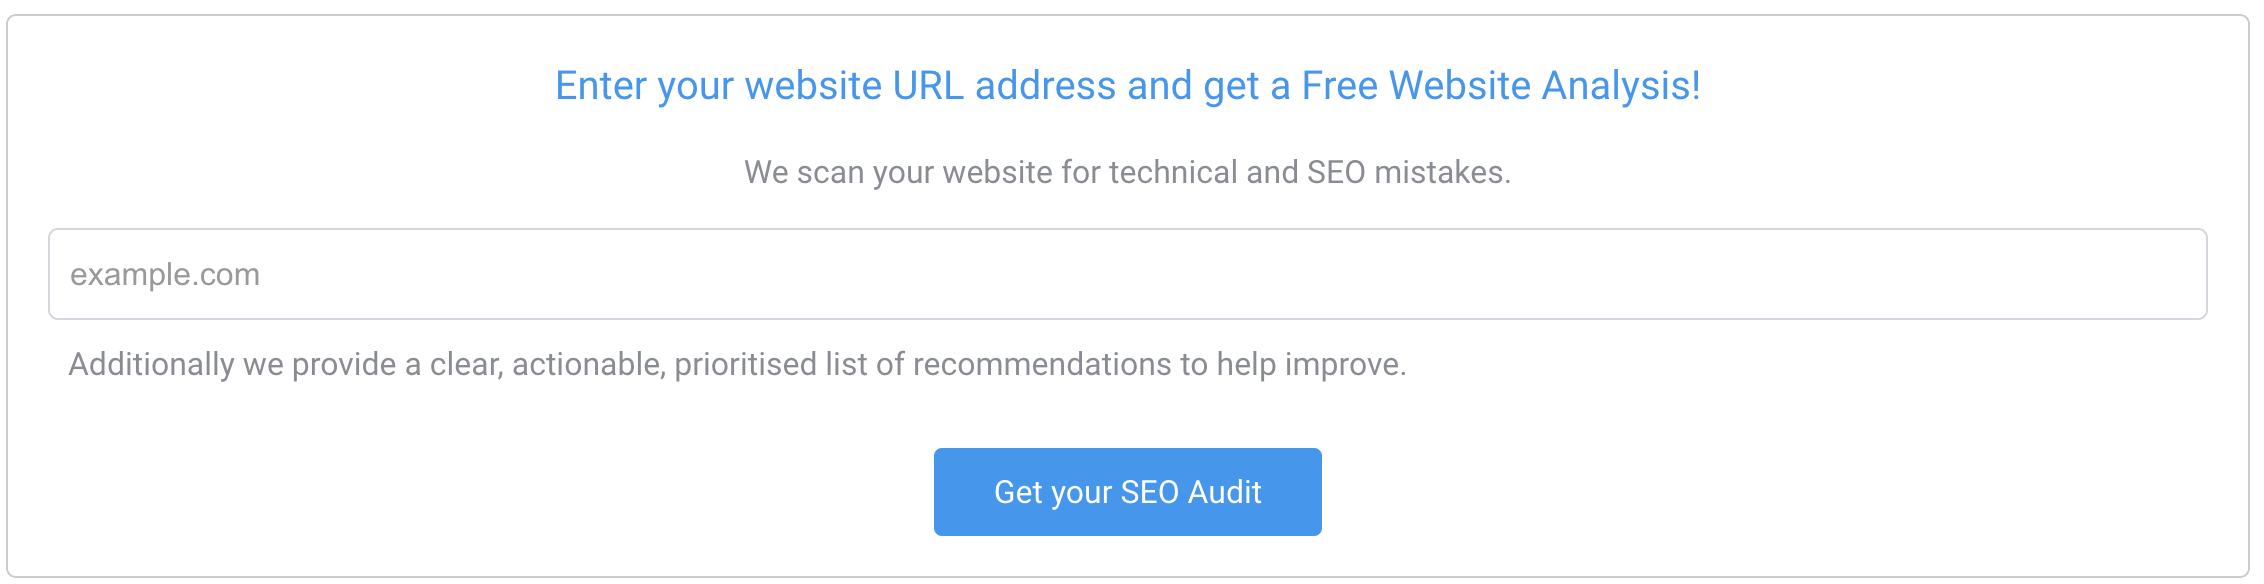 Enter your website URL address and get a Free Website Analysis!
We scan your website for technical and SEO mistakes.
example.com
Additionally we provide a clear, actionable, prioritised list of recommendations to help improve.
Get your SEO Audit